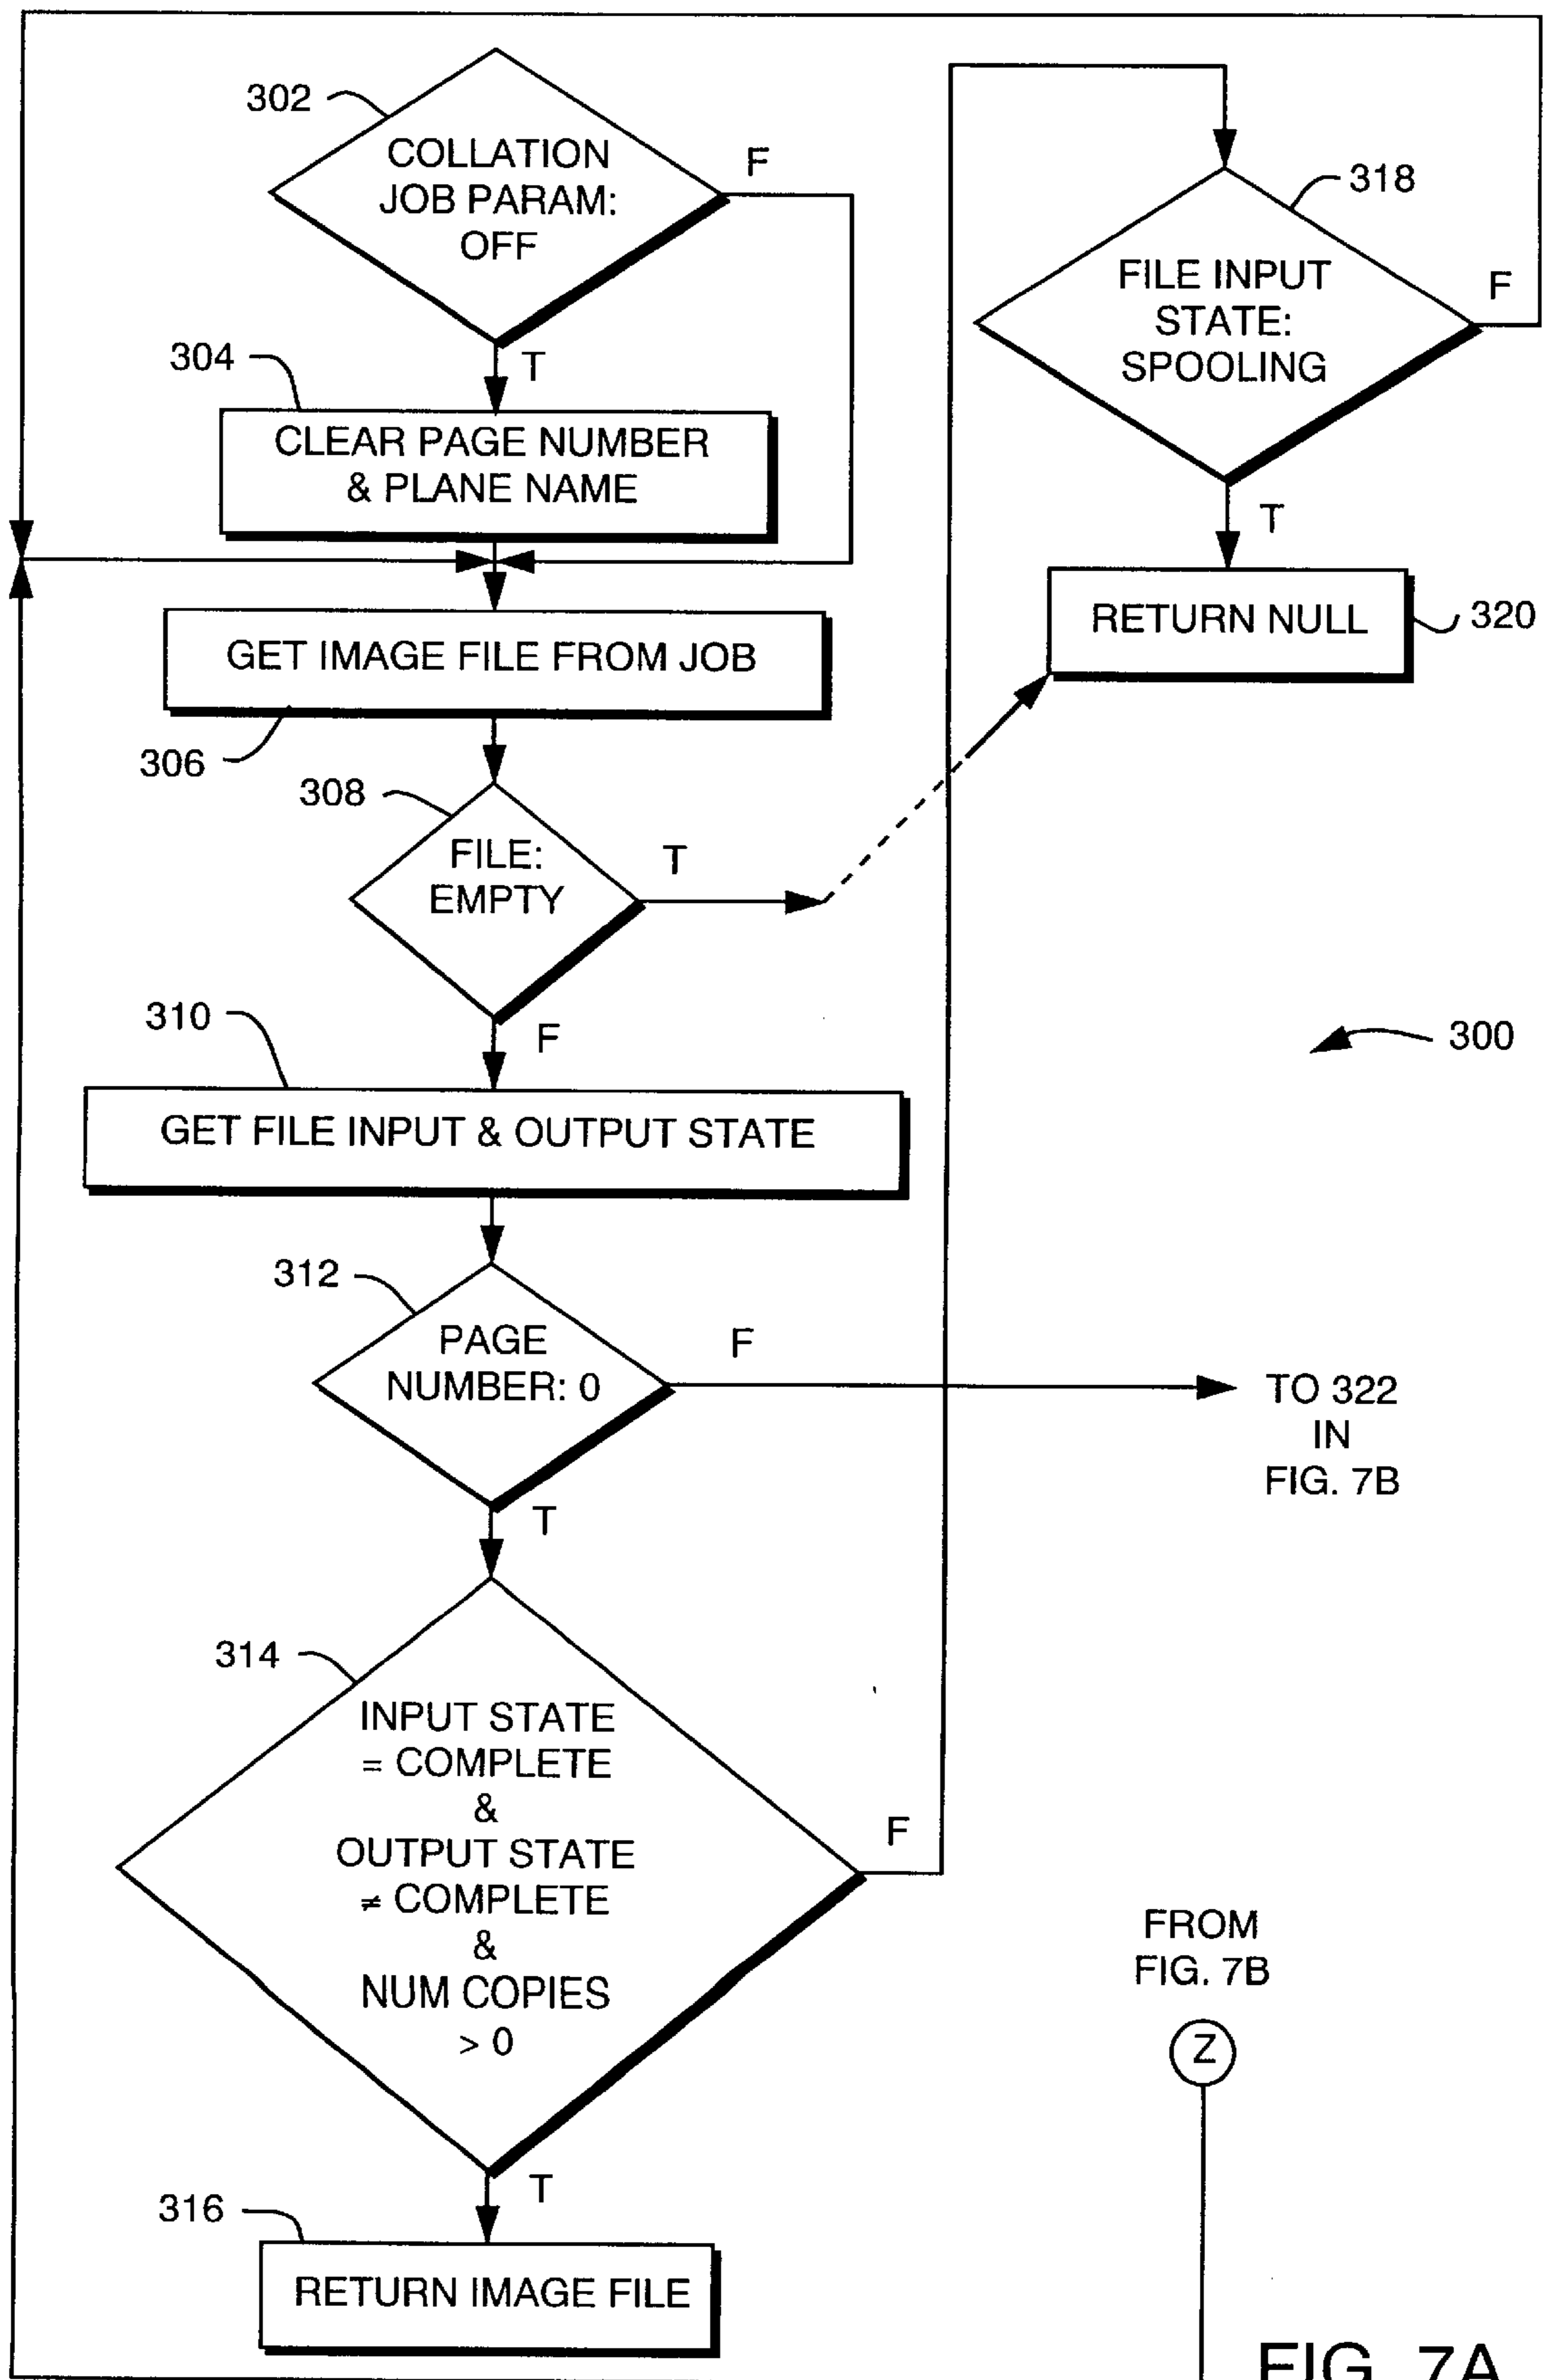 302
COLLATION
JOB PARAM:
OFF
F
T
304
CLEAR PAGE NUMBER
& PLANE NAME
GET IMAGE FILE FROM JOB
306
308
FILE:
EMPTY
T
F
310
GET FILE INPUT & OUTPUT STATE
312
PAGE
NUMBER: 0
F
TO 322
IN
FIG. 7B
T
314
INPUT STATE
= COMPLETE
&
OUTPUT STATE
≠ COMPLETE
&
NUM COPIES
> 0
F
T
316
RETURN IMAGE FILE
318
FILE INPUT
STATE:
SPOOLING
F
T
RETURN NULL
320
300
FROM
FIG. 7B
Z
FIG. 7A